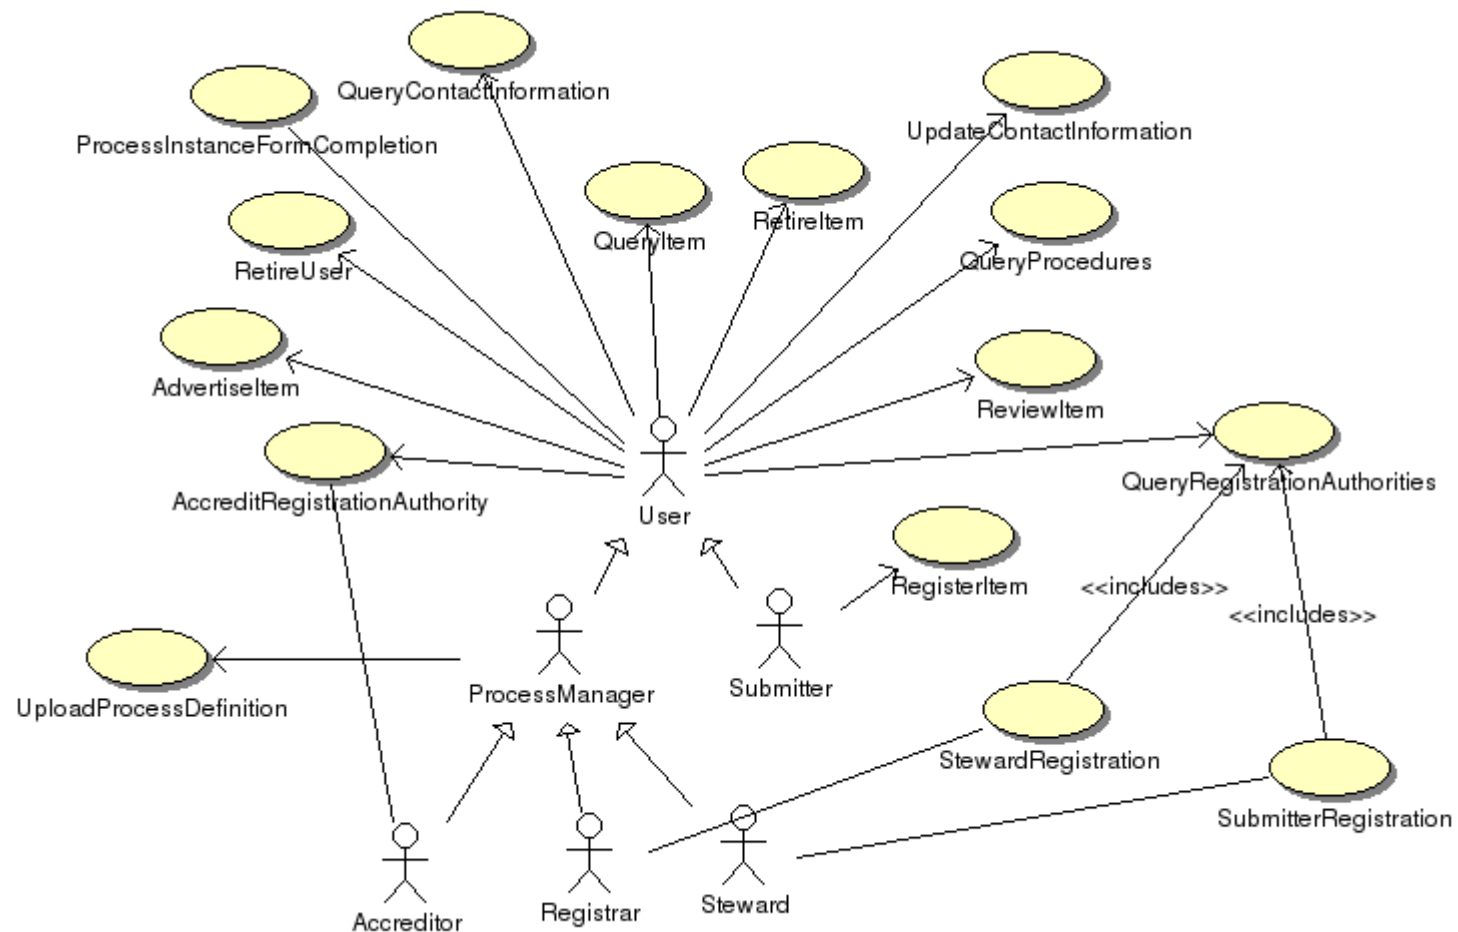 QueryContactInformation
UpdateContactInformation
ProcessInstanceFormCompletion
RetireItem
QueryItem
QueryProcedures
RetireUser
AdvertiseItem
ReviewItem
QueryRegistrationAuthorities
AccreditRegistrationAuthority
User
RegisterItem
<<includes>>
<<includes>>
Submitter
ProcessManager
UploadProcessDefinition
StewardRegistration
SubmitterRegistration
Steward
Registrar
Accreditor